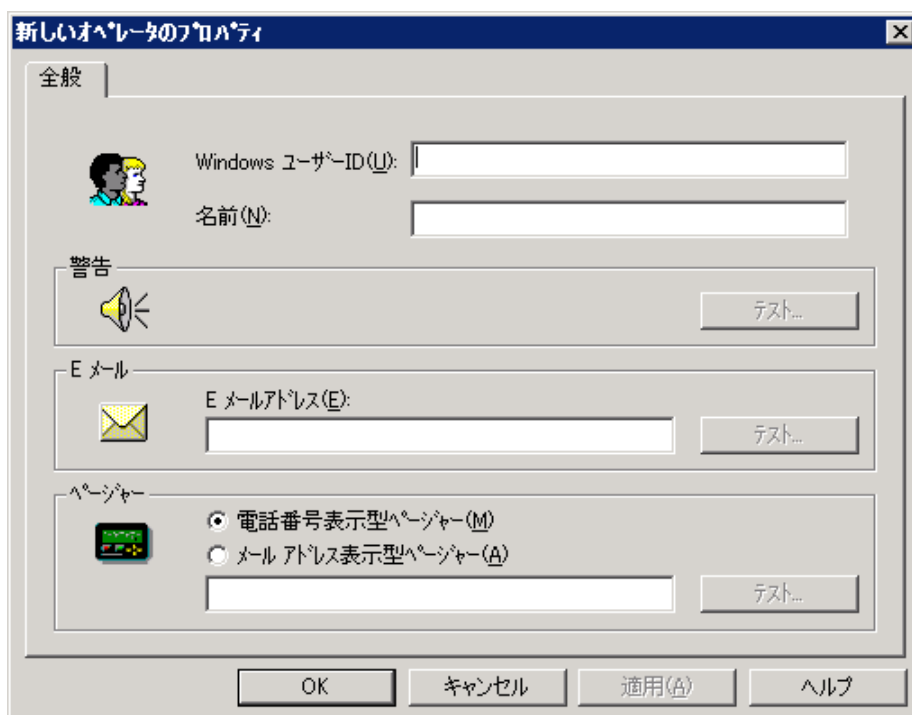 新しいオペレータのプロパティ
全般
Windows ユーザーID(U):
名前(N):
警告
テスト...
E メール
E メールアドレス(E):
テスト...
ページャー
電話番号表示型ページャー(M)
メール アドレス表示型ページャー(A)
テスト...
OK キャンセル 適用(A) ヘルプ